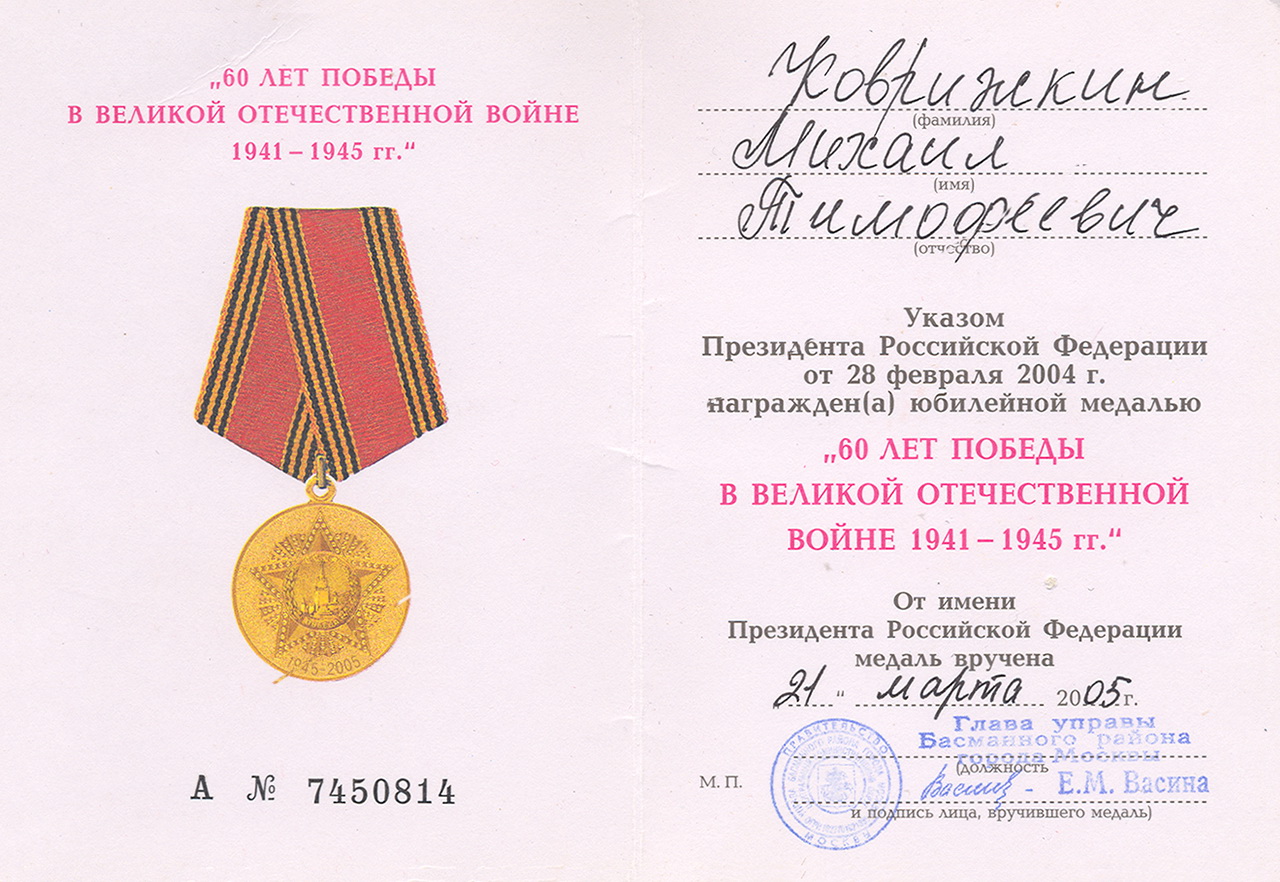 „60 ЛЕТ ПОБЕДЫ
В ВЕЛИКОЙ ОТЕЧЕСТВЕННОЙ ВОЙНЕ
1941 – 1945 гг.“
1945-2005
А № 7450814
Коврижкин
(фамилия)
Михаил
(имя)
Тимофеевич
(отчество)
Указом
Президента Российской Федерации
от 28 февраля 2004 г.
награжден(а) юбилейной медалью
„60 ЛЕТ ПОБЕДЫ
В ВЕЛИКОЙ ОТЕЧЕСТВЕННОЙ
ВОЙНЕ 1941 – 1945 гг.“
От имени
Президента Российской Федерации
медаль вручена
21 “ марта 2005 г.
Глава управы
Басманного района
города Москвы
(должность
М. П.
Е.М. Васина
и подпись лица, вручившего медаль)
ПРАВИТЕЛЬСТВО
МОСКВЫ